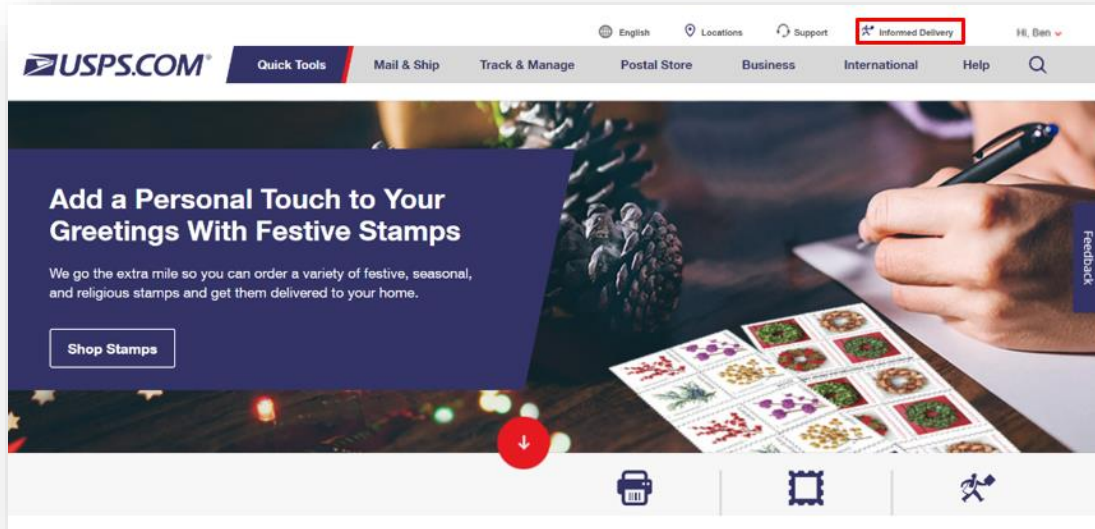 English Locations Support Informed Delivery Hi, Ben
USPS.COM®
Quick Tools Mail & Ship Track & Manage Postal Store Business International Help
Add a Personal Touch to Your
Greetings With Festive Stamps
We go the extra mile so you can order a variety of festive, seasonal,
and religious stamps and get them delivered to your home.
Shop Stamps
Feedback